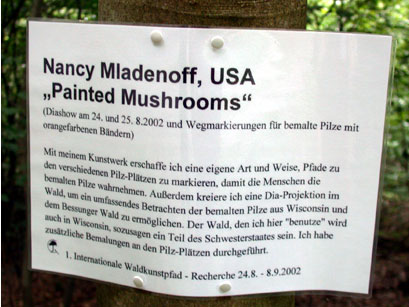 Nancy Mladenoff, USA
„Painted Mushrooms“
(Diashow am 24. und 25. 8.2002 und Wegmarkierungen für bemalte Pilze mit
orangefarbenen Bändern)
Mit meinem Kunstwerk erschaffe ich eine eigene Art und Weise, Pfade zu
den verschiedenen Pilz-Plätzen zu markieren, damit die Menschen die
bemalten Pilze wahrnehmen. Außerdem kreiere ich eine Dia-Projektion im
Wald, um ein umfassendes Betrachten der bemalten Pilze aus Wisconsin und
dem Bessunger Wald zu ermöglichen. Der Wald, den ich hier "benutze" wird
auch in Wisconsin, sozusagen ein Teil des Schwesterstaates sein. Ich habe
zusätzliche Bemalungen an den Pilz-Plätzen durchgeführt.
1. Internationale Waldkunstpfad - Recherche 24.8. - 8.9.2002